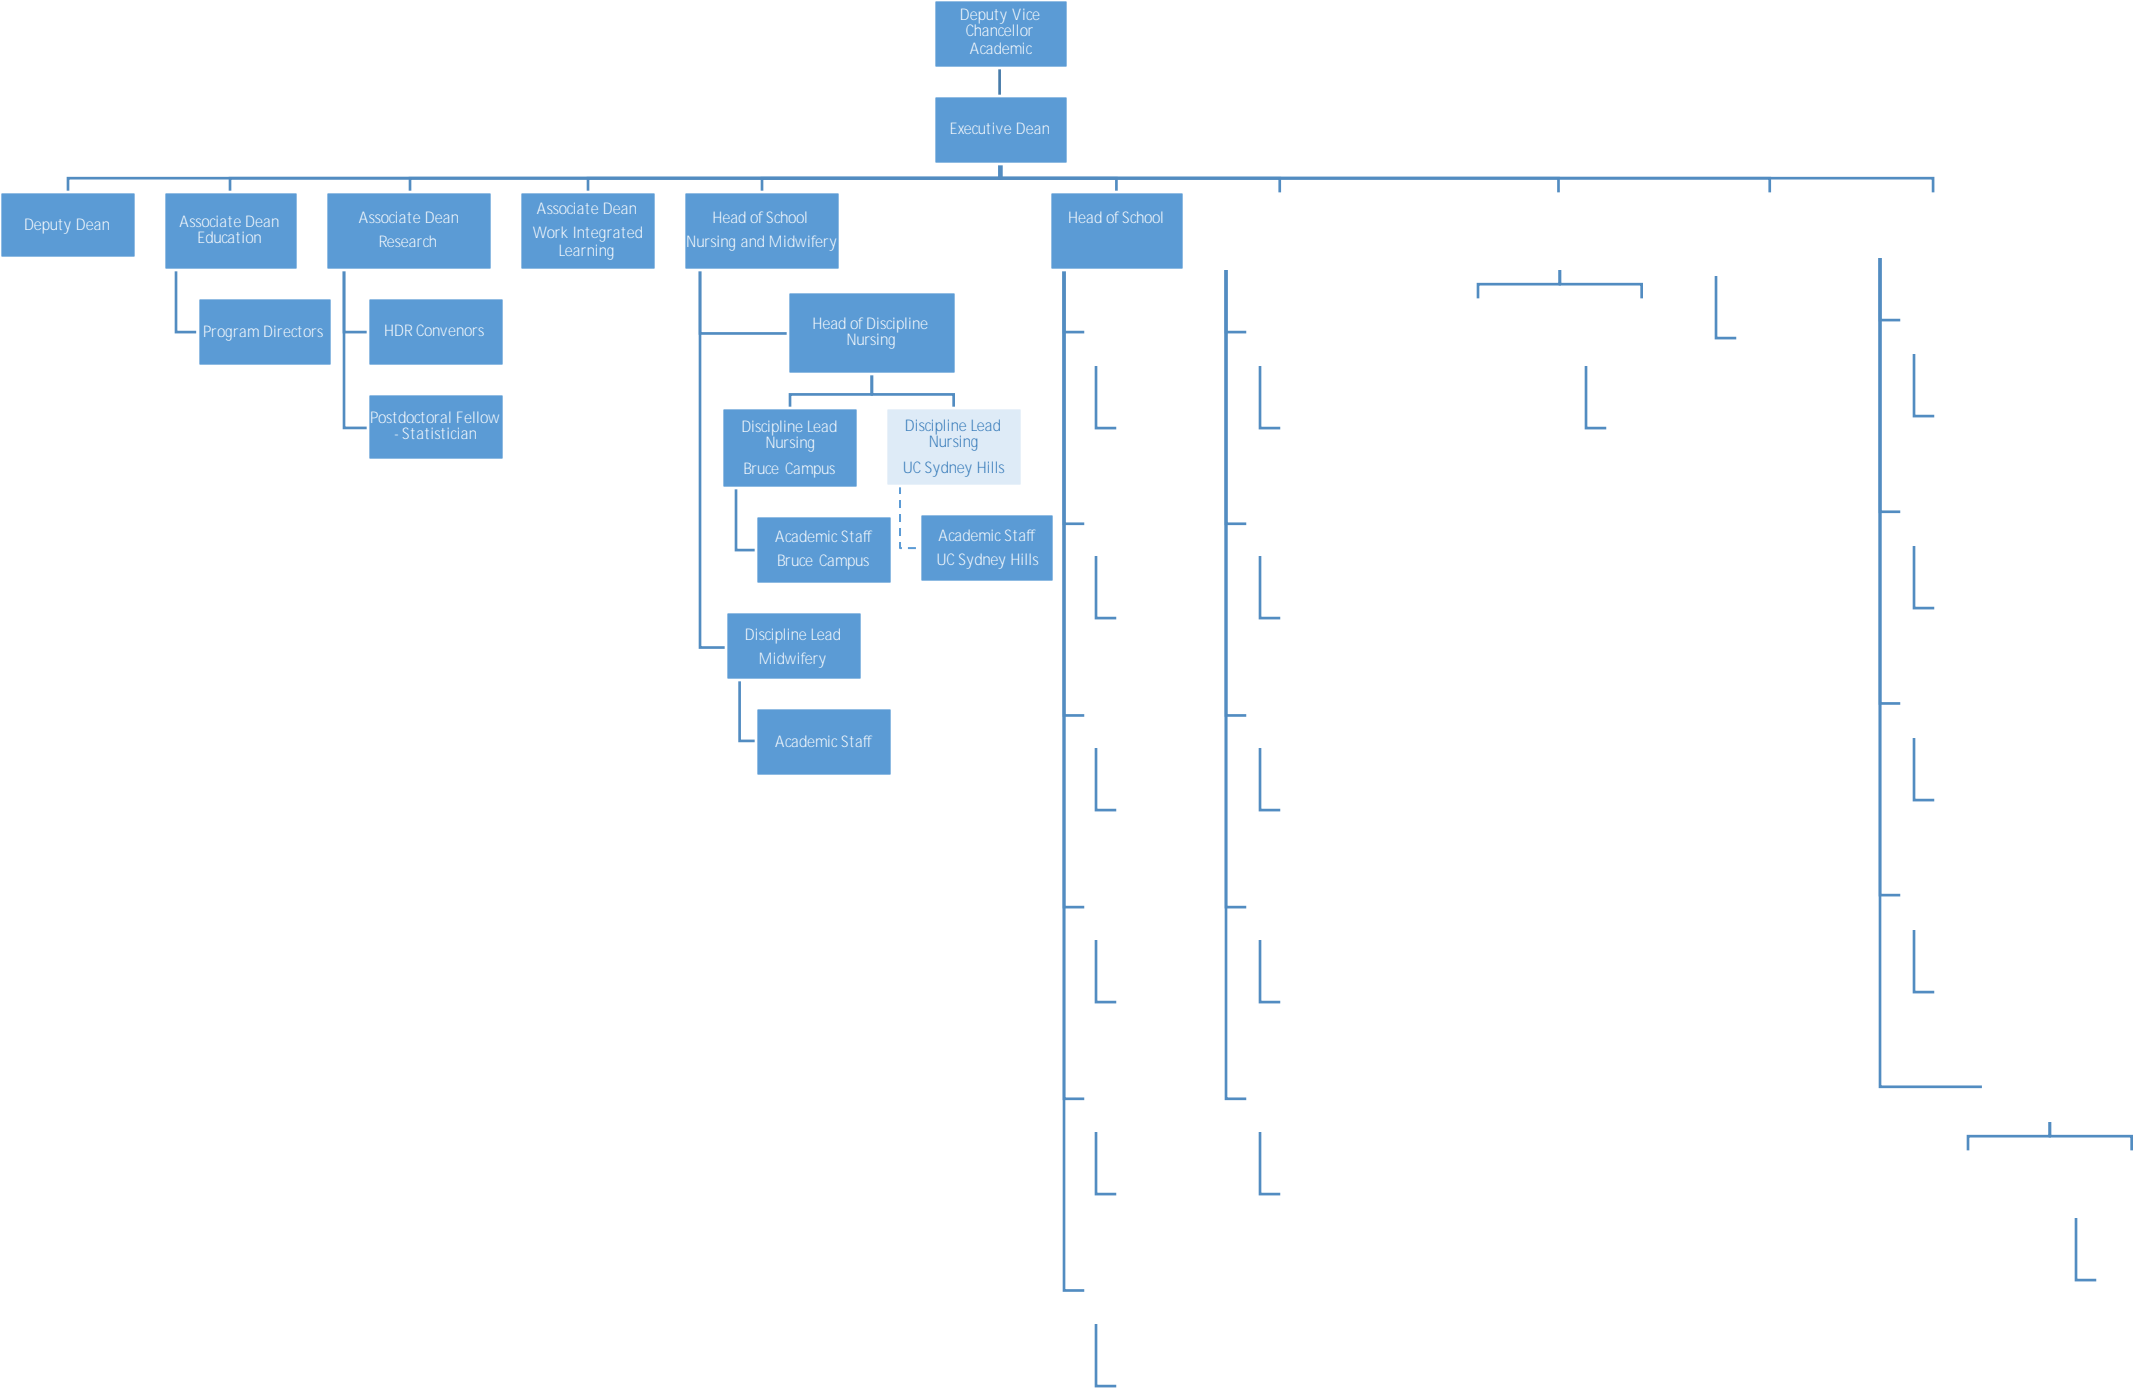 Deputy Vice
Chancellor
Academic
Executive Dean
Deputy Dean
Associate Dean
Education
Associate Dean
Research
Associate Dean
Work Integrated
Learning
Head of School
Nursing and Midwifery
Head of School
Program Directors
HDR Convenors
Postdoctoral Fellow
- Statistician
Head of Discipline
Nursing
Discipline Lead
Nursing
Bruce Campus
Discipline Lead
Nursing
UC Sydney Hills
Academic Staff
Bruce Campus
Academic Staff
UC Sydney Hills
Discipline Lead
Midwifery
Academic Staff